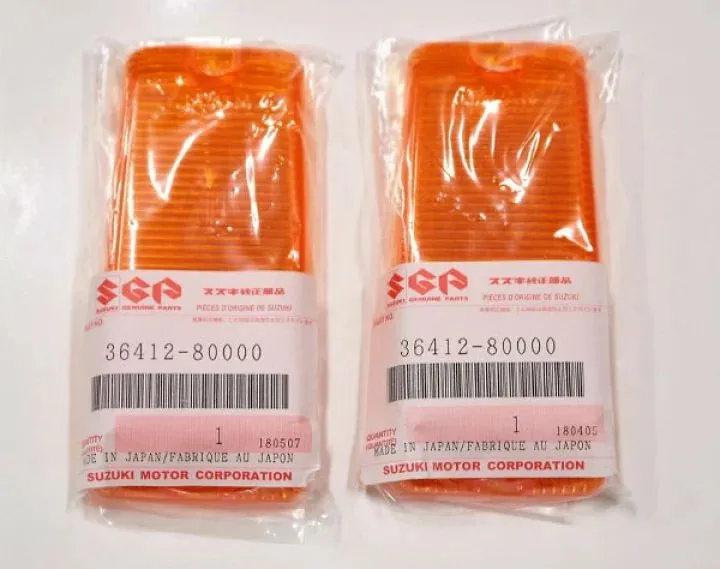 SGP スズキ純正部品
SUZUKI GENUINE PARTS PIÈCES D'ORIGINE DE SUZUKI
36412-80000
QUANTITY
1 180507
MADE IN JAPAN/FABRIQUE AU JAPON
SUZUKI MOTOR CORPORATION
SGP スズキ純正部品
SUZUKI GENUINE PARTS PIÈCES D'ORIGINE DE SUZUKI
36412-80000
QUANTITY
1 180405
MADE IN JAPAN/FABRIQUE AU JAPON
SUZUKI MOTOR CORPORATION